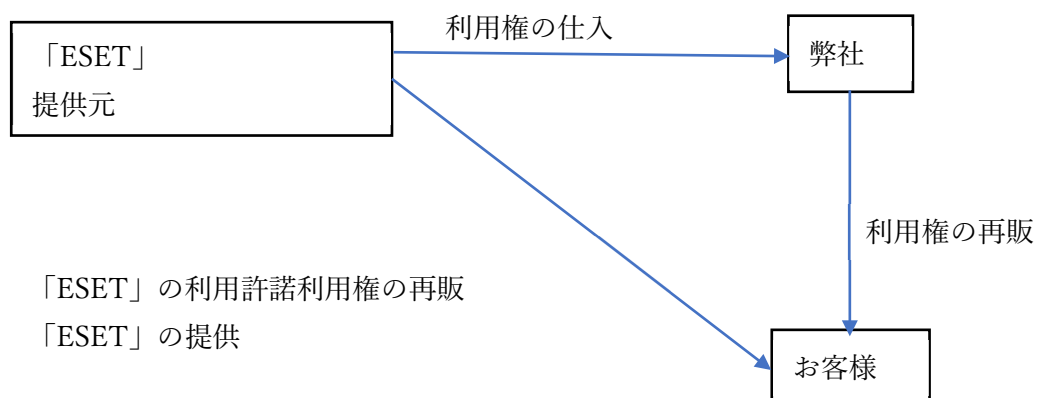 利用権の仕入
「ESET」
提供元
弊社
利用権の再販
「ESET」の利用許諾利用権の再販
「ESET」の提供
お客様